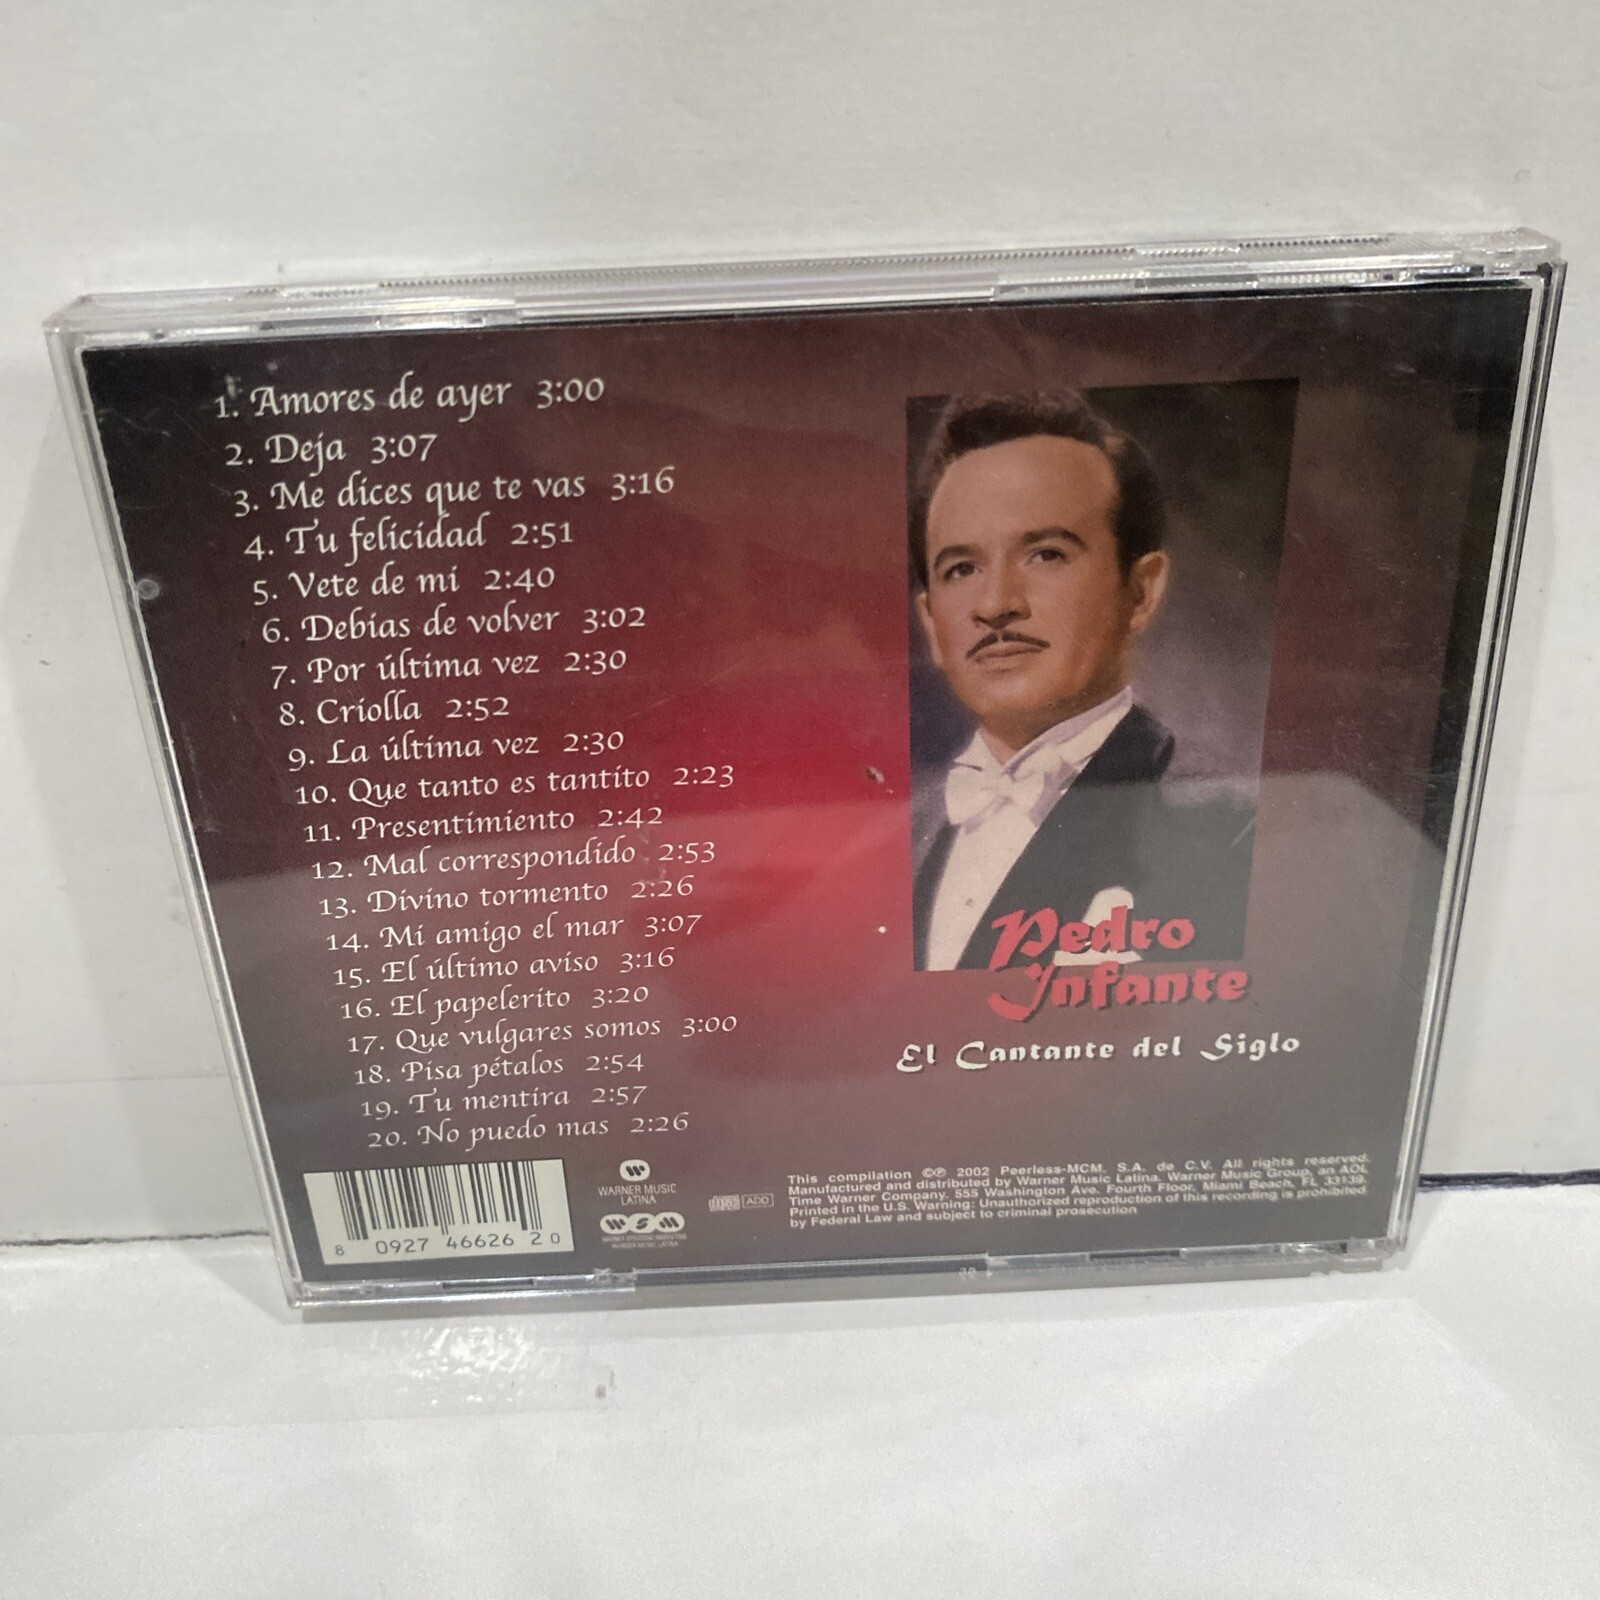 1. Amores de ayer 3:00
2. Deja 3:07
3. Me dices que te vas 3:16
4. Tu felicidad 2:51
5. Vete de mi 2:40
6. Debias de volver 3:02
7. Por última vez 2:30
8. Criolla 2:52
9. La última vez 2:30
10. Que tanto es tantito 2:23
11. Presentimiento 2:42
12. Mal correspondido 2:53
13. Divino tormento 2:26
14. Mi amigo el mar 3:07
15. El último aviso 3:16
16. El papelerito 3:20
17. Que vulgares somos 3:00
18. Pisa pétalos 2:54
19. Tu mentira 2:57
20. No puedo mas 2:26
Pedro
Infante
El Cantante del Siglo
8 0927 46626 2 0
WARNER MUSIC
LATINA
WSM
WARNER STRATEGIC MARKETING
WARNER MUSIC LATINA
ADD
This compilation ©℗ 2002 Peerless-MCM, S.A. de C.V. All rights reserved.
Manufactured and distributed by Warner Music Latina. Warner Music Group, an AOL
Time Warner Company. 555 Washington Ave. Fourth Floor, Miami Beach, FL 33139.
Printed in the U.S. Warning: Unauthorized reproduction of this recording is prohibited
by Federal Law and subject to criminal prosecution